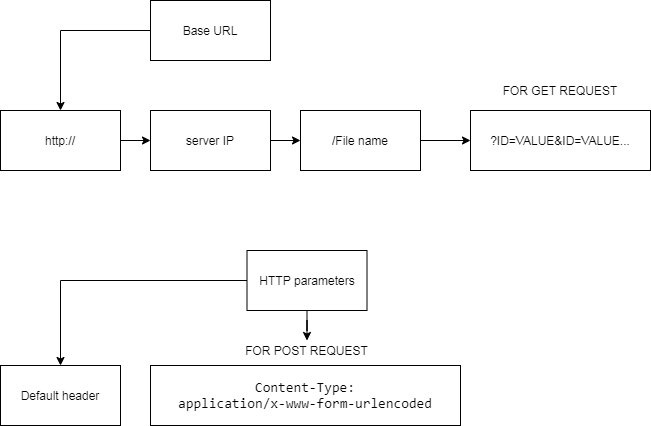 Base URL
FOR GET REQUEST
http://
server IP
/File name
?ID=VALUE&ID=VALUE...
HTTP parameters
FOR POST REQUEST
Default header
Content-Type:
application/x-www-form-urlencoded